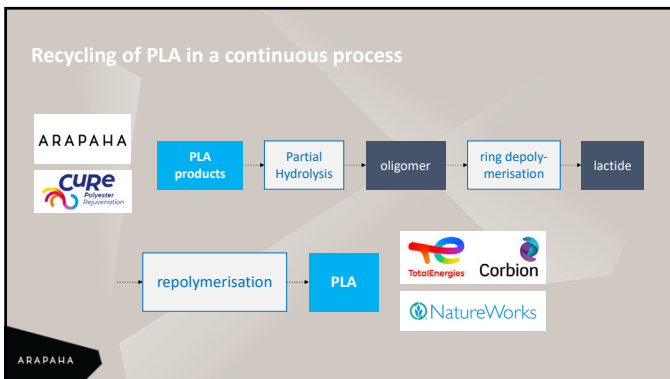 Recycling of PLA in a continuous process
ARAPAHA
CURE
Polyester
Rejuvenation
PLA
products
Partial
Hydrolysis
oligomer
ring depoly-
merisation
lactide
repolymerisation
PLA
TotalEnergies
Corbion
NatureWorks
ARAPAHA